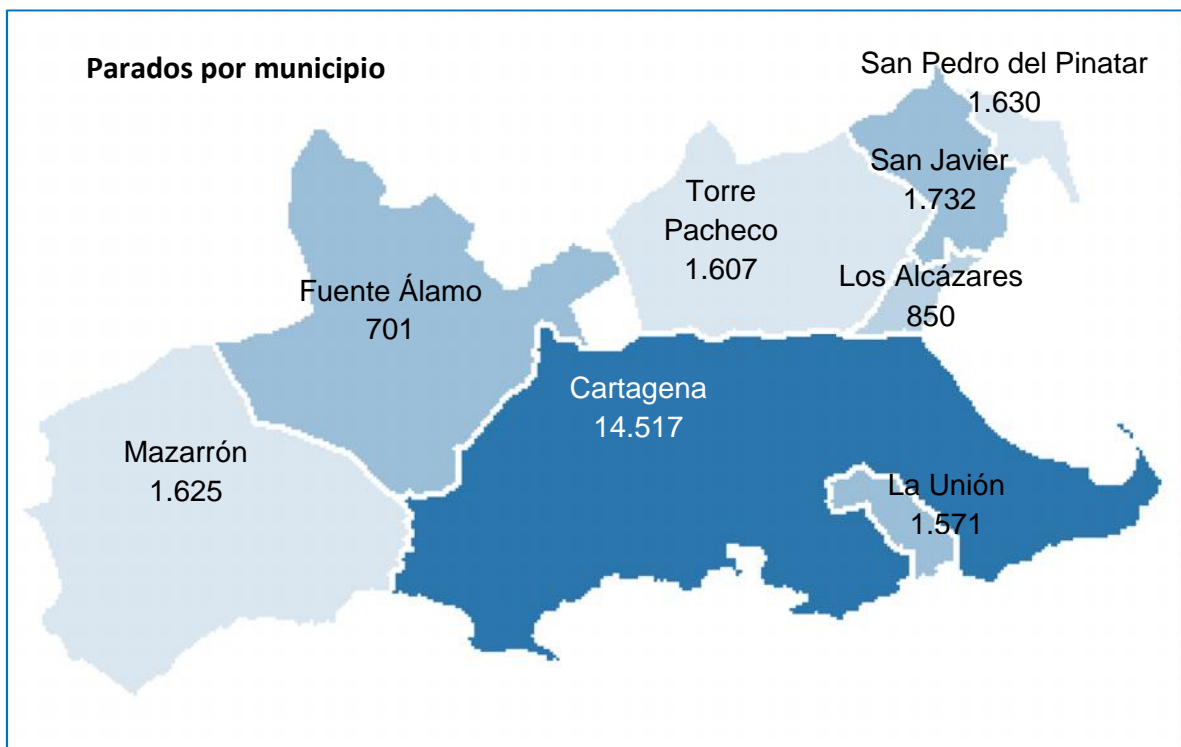 Parados por municipio
San Pedro del Pinatar
1.630
San Javier
1.732
Torre
Pacheco
1.607
Los Alcázares
850
Fuente Álamo
701
Cartagena
14.517
Mazarrón
1.625
La Unión
1.571